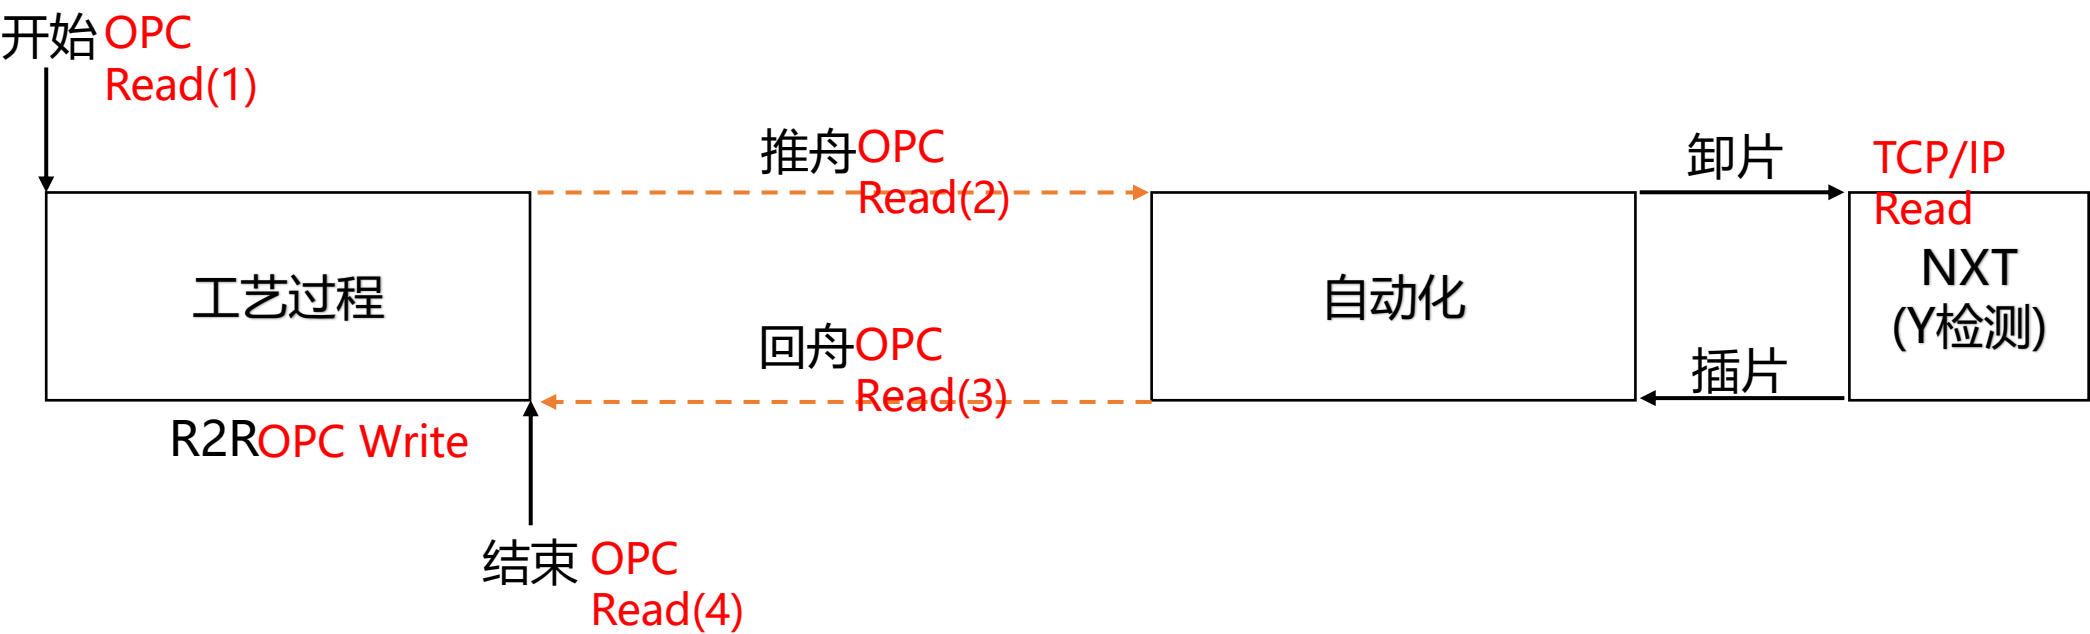 开始 OPC
Read(1)
推舟OPC
Read(2)
卸片
TCP/IP
Read
工艺过程
自动化
NXT
(Y检测)
回舟OPC
Read(3)
插片
R2ROPC Write
结束 OPC
Read(4)